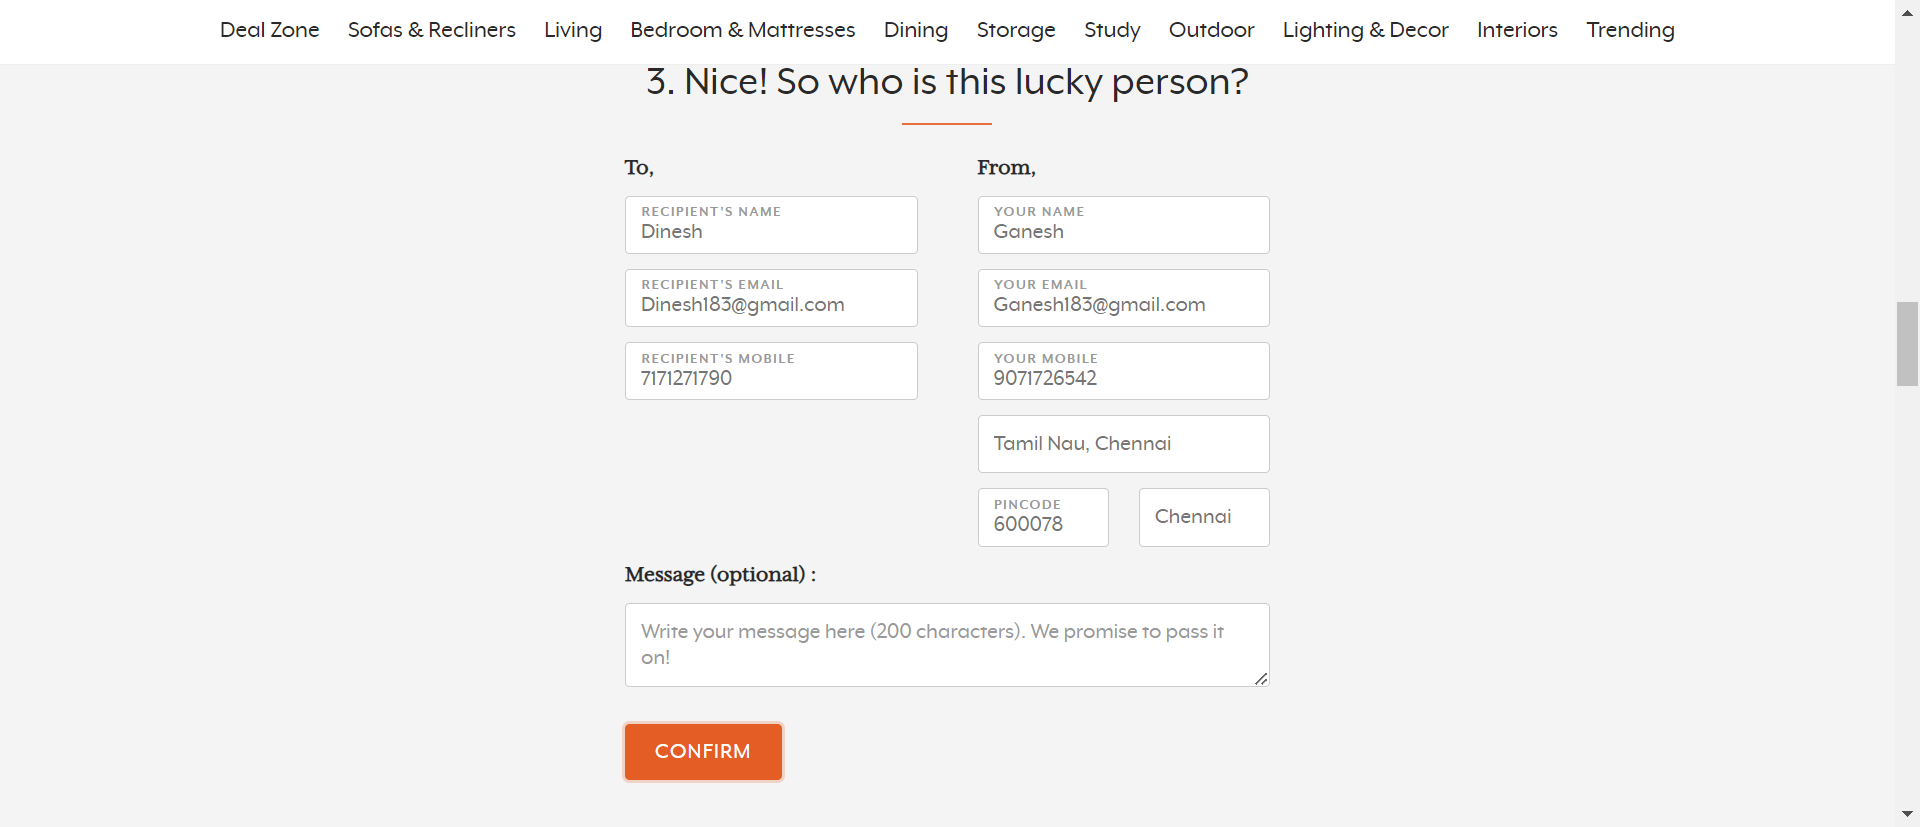 Deal Zone Sofas & Recliners Living Bedroom & Mattresses Dining Storage Study Outdoor Lighting & Decor Interiors Trending
3. Nice! So who is this lucky person?
To,
RECIPIENT'S NAME
Dinesh
RECIPIENT'S EMAIL
Dinesh183@gmail.com
RECIPIENT'S MOBILE
7171271790
From,
YOUR NAME
Ganesh
YOUR EMAIL
Ganesh183@gmail.com
YOUR MOBILE
9071726542
Tamil Nau, Chennai
PINCODE
600078
Chennai
Message (optional) :
Write your message here (200 characters). We promise to pass it
on!
CONFIRM